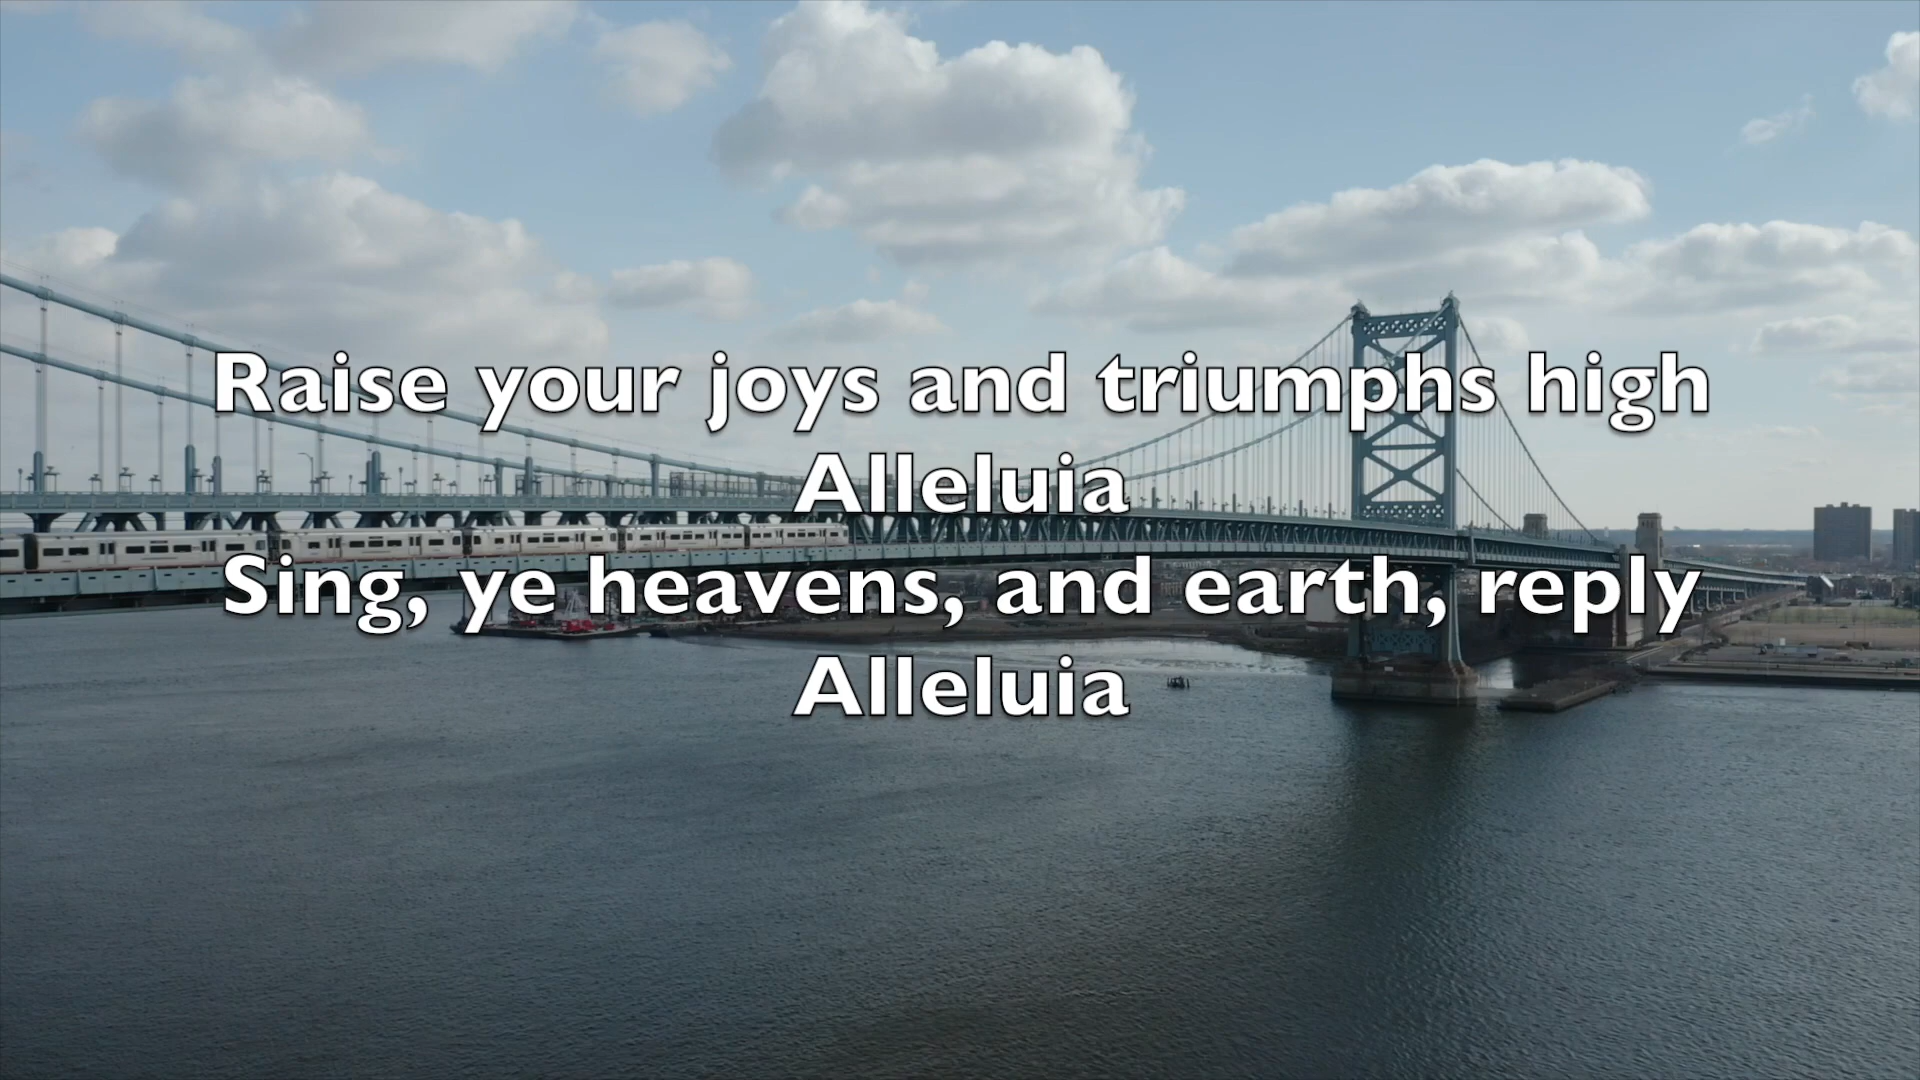 Raise your joys and triumphs high
Alleluia
Sing, ye heavens, and earth, reply
Alleluia